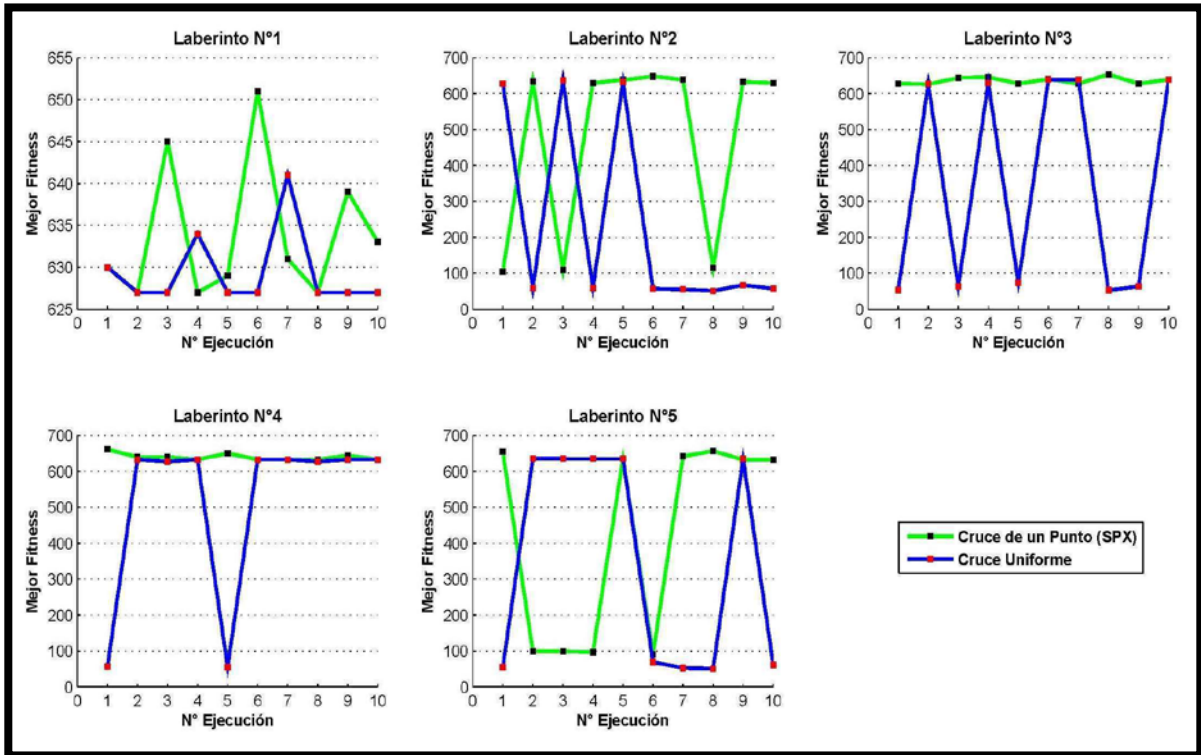 Laberinto N°1
655
650
645
640
635
630
625
Mejor Fitness
0 1 2 3 4 5 6 7 8 9 10
N° Ejecución
Laberinto N°2
700
600
500
400
300
200
100
0
Mejor Fitness
0 1 2 3 4 5 6 7 8 9 10
N° Ejecución
Laberinto N°3
700
600
500
400
300
200
100
0
Mejor Fitness
0 1 2 3 4 5 6 7 8 9 10
N° Ejecución
Laberinto N°4
700
600
500
400
300
200
100
0
Mejor Fitness
0 1 2 3 4 5 6 7 8 9 10
N° Ejecución
Laberinto N°5
700
600
500
400
300
200
100
0
Mejor Fitness
0 1 2 3 4 5 6 7 8 9 10
N° Ejecución
Cruce de un Punto (SPX)
Cruce Uniforme